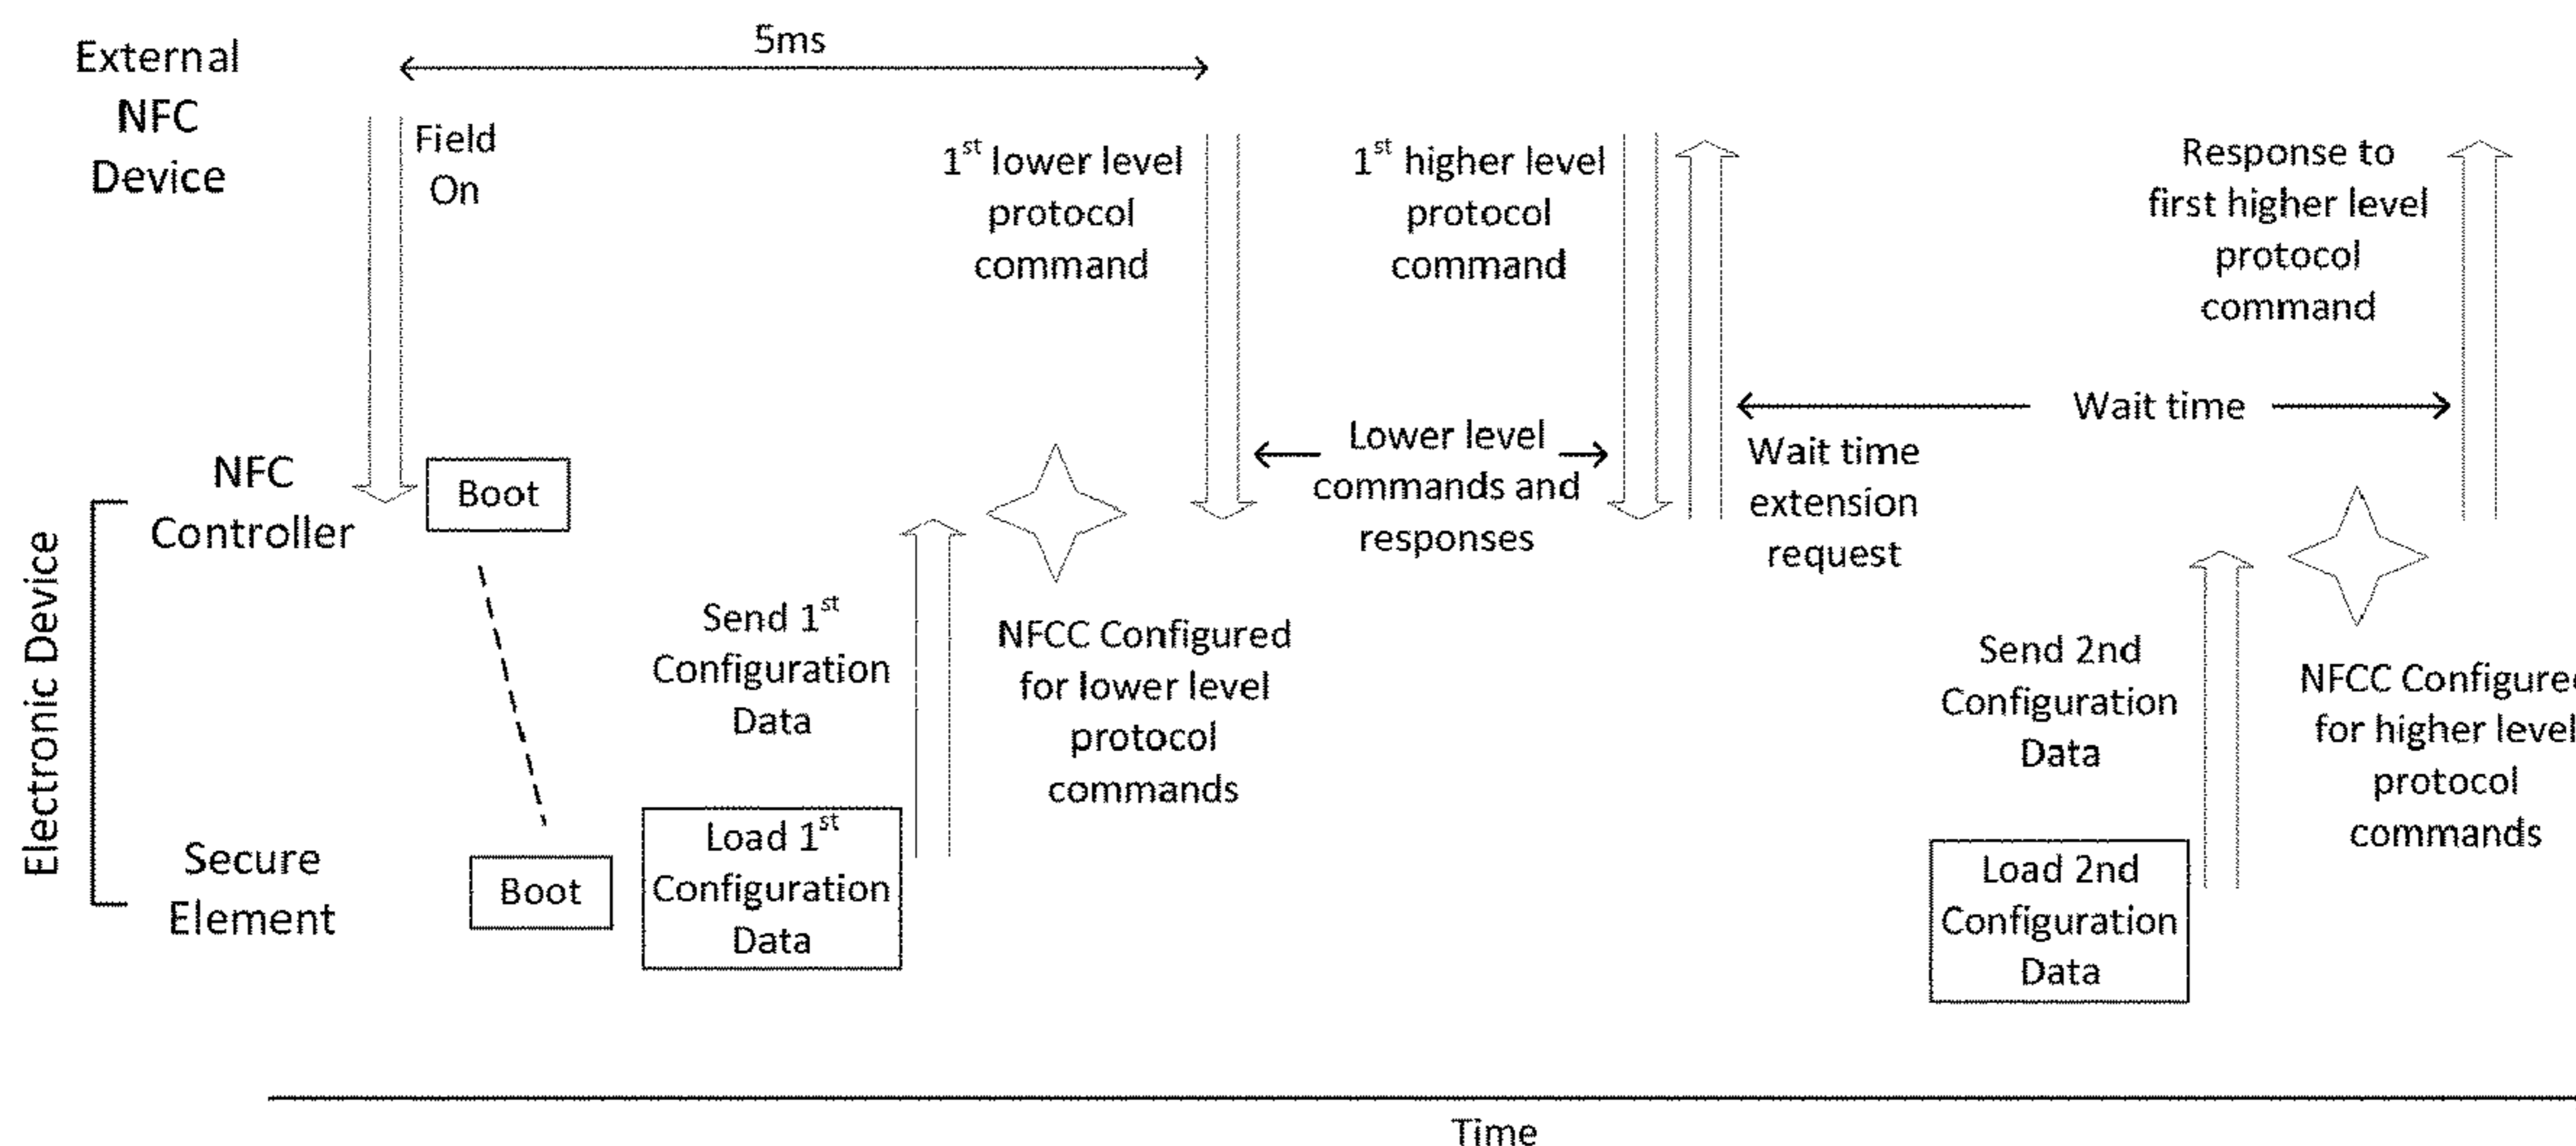 External
NFC
Device
5ms
Field
On
1st lower level
protocol
command
1st higher level
protocol
command
Response to
first higher level
protocol
command
Wait time
Lower level
commands and
responses
Wait time
extension
request
Electronic Device
NFC
Controller
Boot
Send 1st
Configuration
Data
NFCC Configured
for lower level
protocol
commands
Send 2nd
Configuration
Data
NFCC Configured
for higher level
protocol
commands
Secure
Element
Boot
Load 1st
Configuration
Data
Load 2nd
Configuration
Data
Time